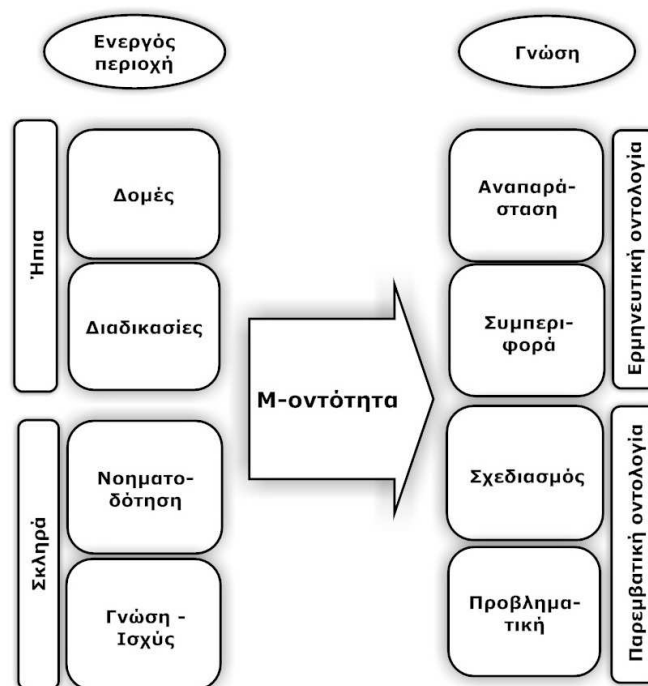 Ενεργός
περιοχή
Γνώση
Ήπια
Δομές
Διαδικασίες
Σκληρά
Νοηματο-
δότηση
Γνώση -
Ισχύς
Μ-οντότητα
Αναπαρά-
σταση
Συμπερι-
φορά
Ερμηνευτική οντολογία
Σχεδιασμός
Προβλημα-
τική
Παρεμβατική οντολογία